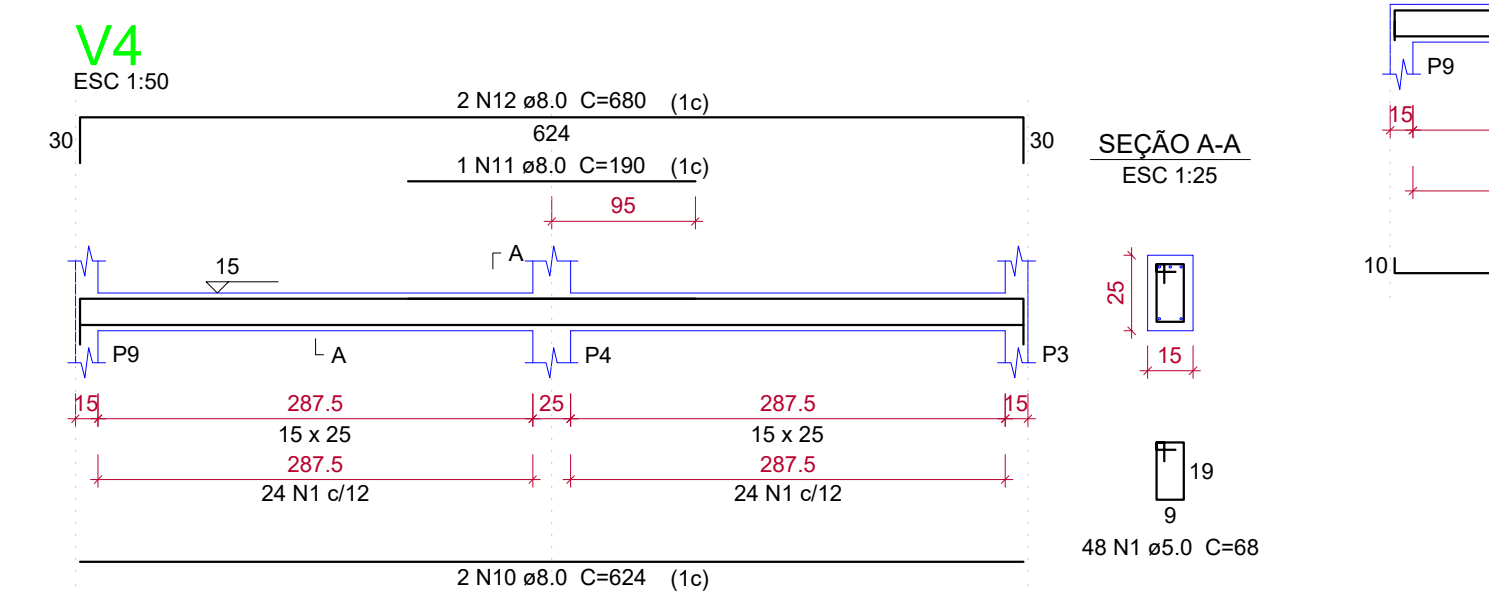 V4
ESC 1:50
2 N12 ø8.0 C=680 (1c)
30
624
30
1 N11 ø8.0 C=190 (1c)
95
SEÇÃO A-A
ESC 1:25
A
15
25
15
A
P9
P4
P3
15
287.5
25
287.5
15
15 x 25
15 x 25
287.5
287.5
24 N1 c/12
24 N1 c/12
19
9
48 N1 ø5.0 C=68
2 N10 ø8.0 C=624 (1c)
P9
15
10